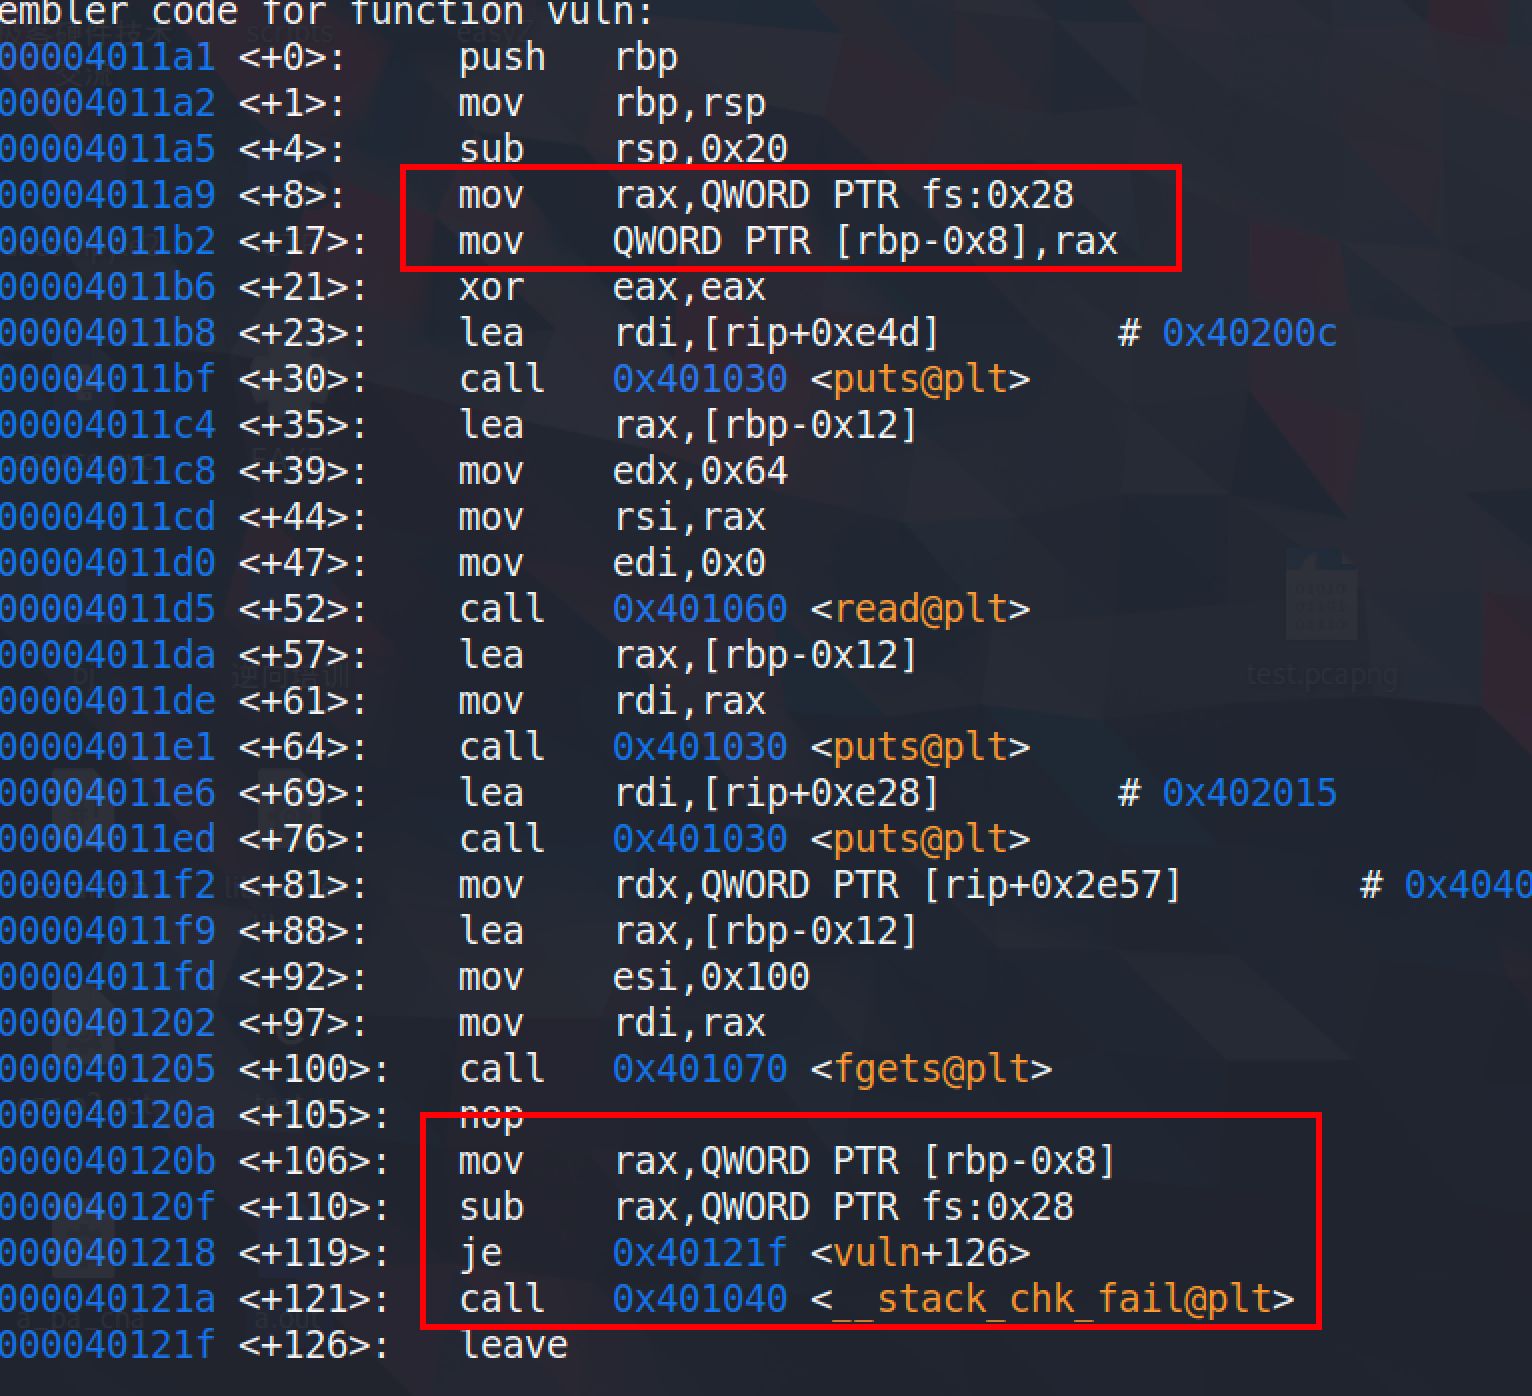 embler code for function vuln:
00004011a1 <+0>: push rbp
00004011a2 <+1>: mov rbp,rsp
00004011a5 <+4>: sub rsp,0x20
00004011a9 <+8>: mov rax,QWORD PTR fs:0x28
00004011b2 <+17>: mov QWORD PTR [rbp-0x8],rax
00004011b6 <+21>: xor eax,eax
00004011b8 <+23>: lea rdi,[rip+0xe4d] # 0x40200c
00004011bf <+30>: call 0x401030 <puts@plt>
00004011c4 <+35>: lea rax,[rbp-0x12]
00004011c8 <+39>: mov edx,0x64
00004011cd <+44>: mov rsi,rax
00004011d0 <+47>: mov edi,0x0
00004011d5 <+52>: call 0x401060 <read@plt>
00004011da <+57>: lea rax,[rbp-0x12]
00004011de <+61>: mov rdi,rax
00004011e1 <+64>: call 0x401030 <puts@plt>
00004011e6 <+69>: lea rdi,[rip+0xe28] # 0x402015
00004011ed <+76>: call 0x401030 <puts@plt>
00004011f2 <+81>: mov rdx,QWORD PTR [rip+0x2e57] # 0x4040
00004011f9 <+88>: lea rax,[rbp-0x12]
00004011fd <+92>: mov esi,0x100
0000401202 <+97>: mov rdi,rax
0000401205 <+100>: call 0x401070 <fgets@plt>
000040120a <+105>: nop
000040120b <+106>: mov rax,QWORD PTR [rbp-0x8]
000040120f <+110>: sub rax,QWORD PTR fs:0x28
0000401218 <+119>: je 0x40121f <vuln+126>
000040121a <+121>: call 0x401040 <__stack_chk_fail@plt>
000040121f <+126>: leave
scripts
easy
test.pcapng
a.out